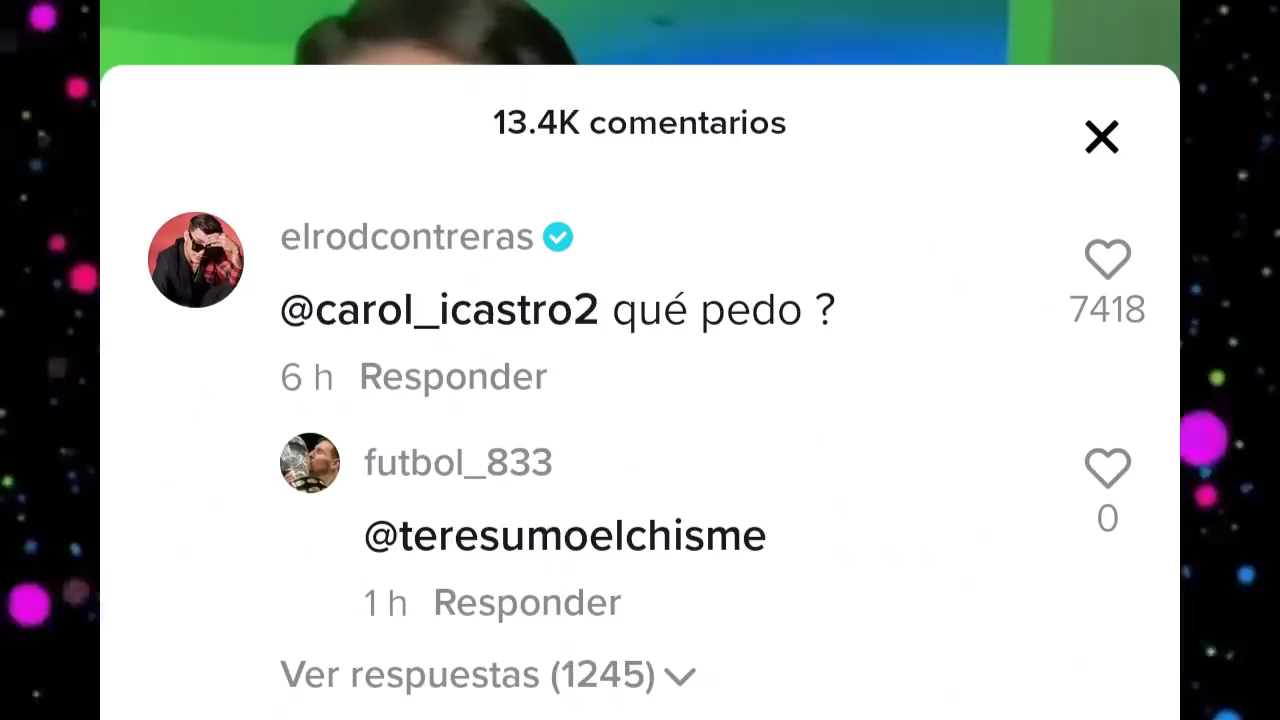 13.4K comentarios
elrodcontreras
7418
@carol_icastro2 qué pedo ?
6 h Responder
futbol_833
0
@teresumoelchisme
1 h Responder
Ver respuestas (1245)